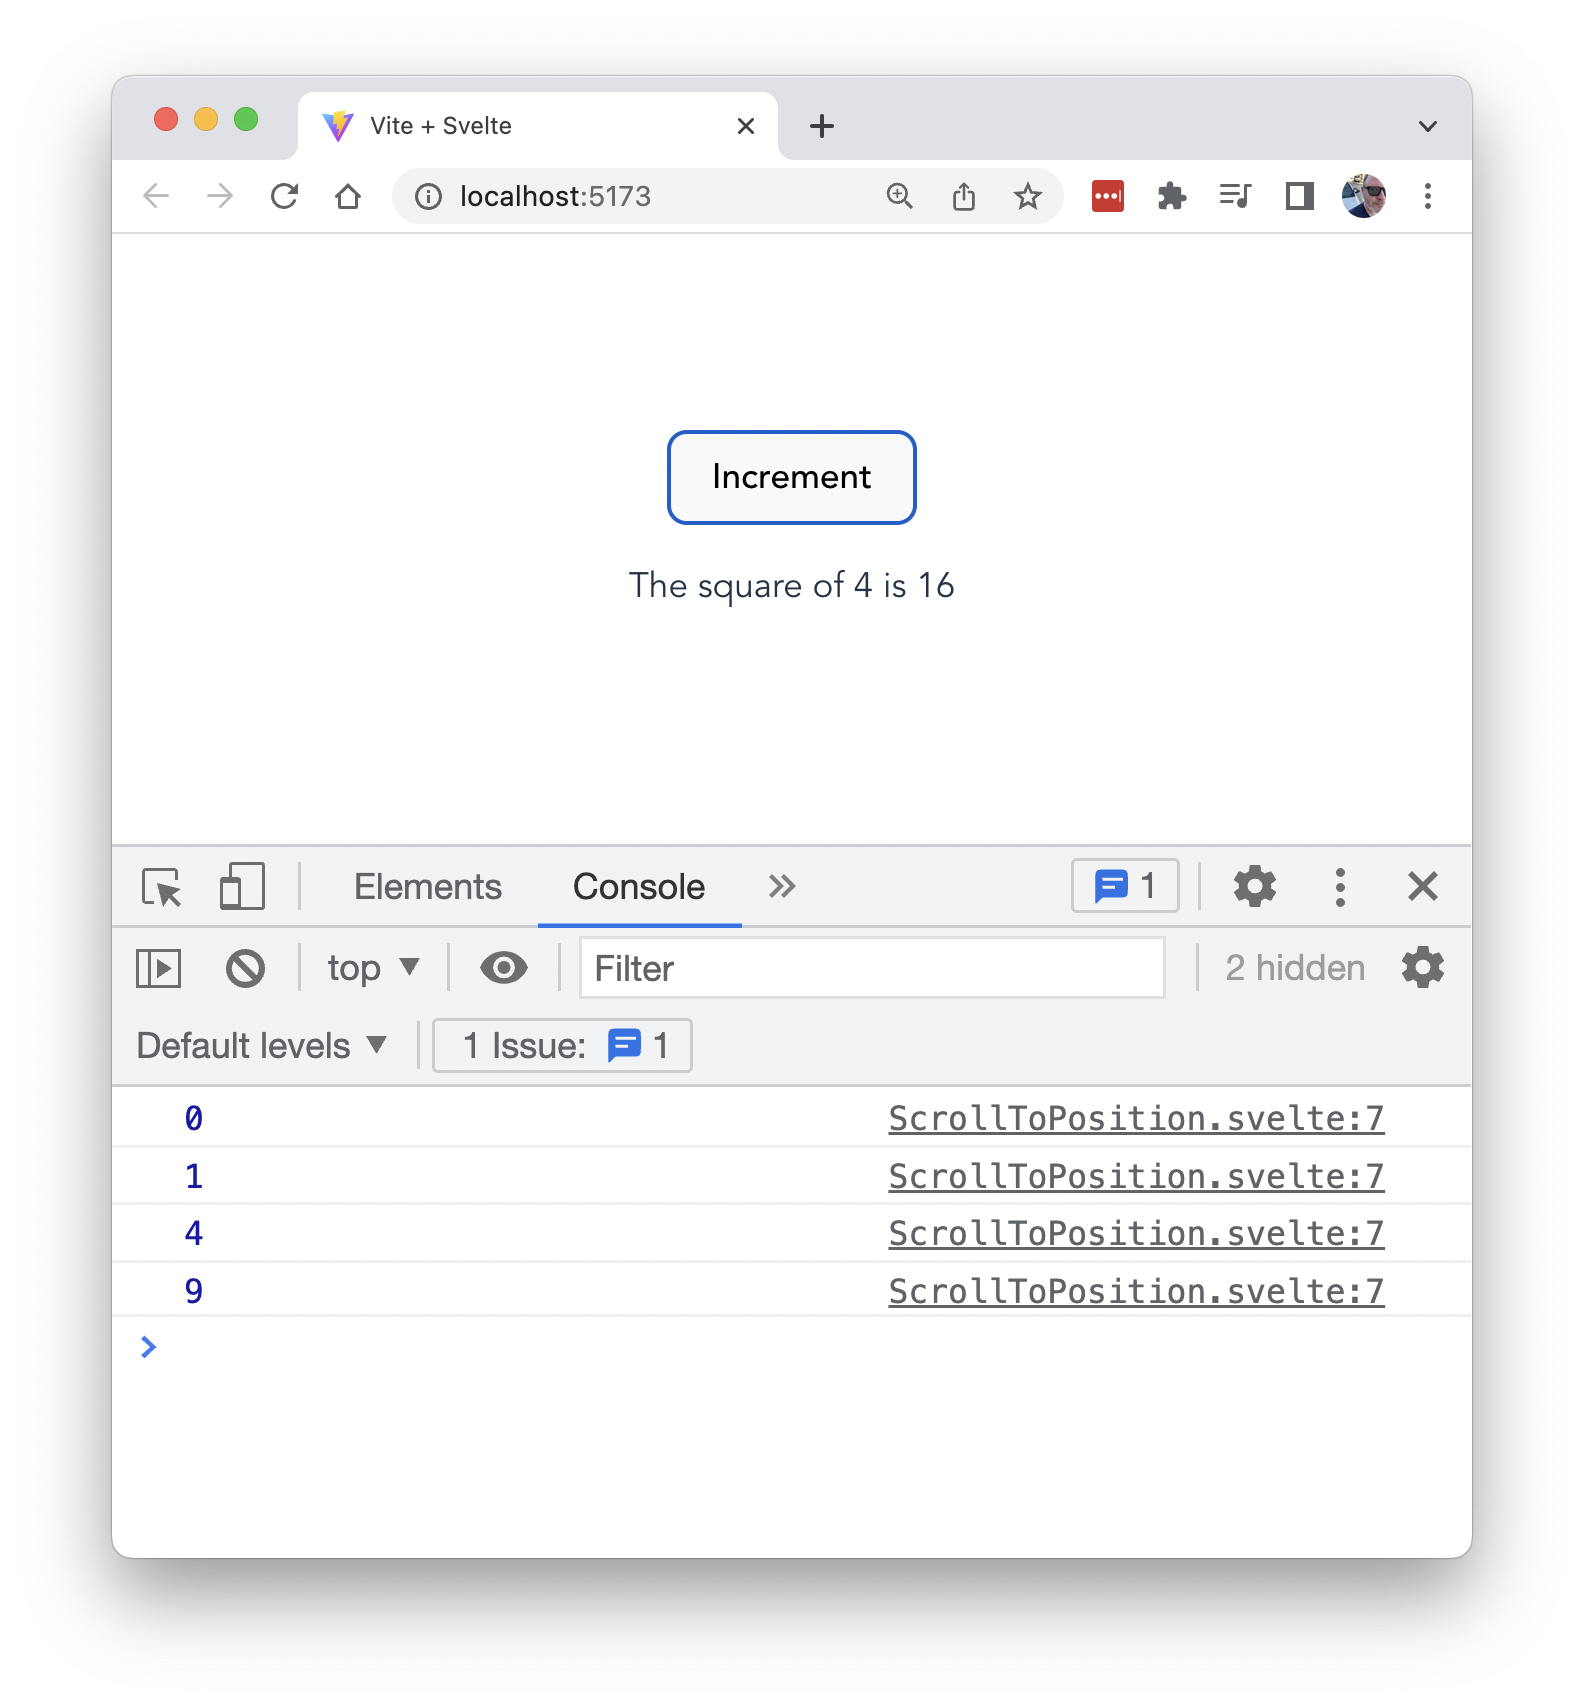 Vite + Svelte
localhost:5173
Increment
The square of 4 is 16
Elements Console 1
top Filter 2 hidden
Default levels 1 Issue: 1
0 ScrollToPosition.svelte:7
1 ScrollToPosition.svelte:7
4 ScrollToPosition.svelte:7
9 ScrollToPosition.svelte:7